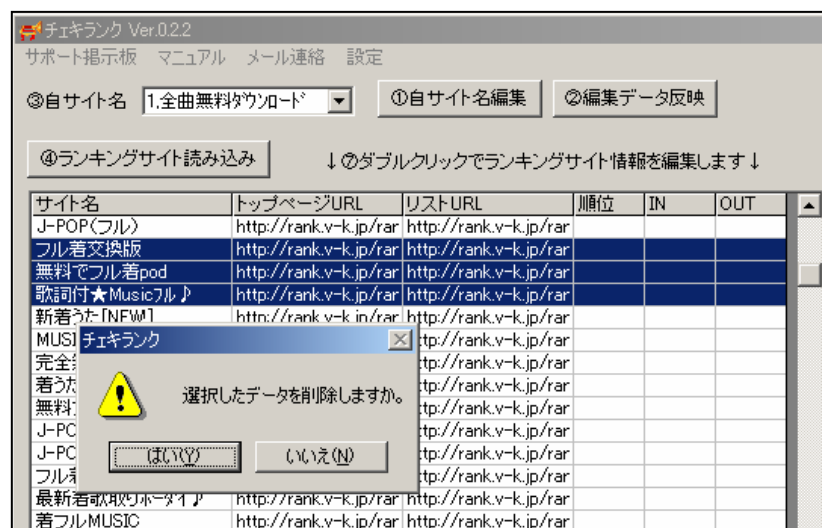 チェキランク Ver.0.2.2
サポート掲示板 マニュアル メール連絡 設定
③自サイト名 1.全曲無料ダウンロード ①自サイト名編集 ②編集データ反映
④ランキングサイト読み込み ↓⑦ダブルクリックでランキングサイト情報を編集します↓
サイト名 トップページURL リストURL 順位 IN OUT
J-POP(フル) http://rank.v-k.jp/rar http://rank.v-k.jp/rar
フル着交換版 http://rank.v-k.jp/rar http://rank.v-k.jp/rar
無料でフル着pod http://rank.v-k.jp/rar http://rank.v-k.jp/rar
歌詞付★Musicフル♪ http://rank.v-k.jp/rar http://rank.v-k.jp/rar
新着うた[NEW] http://rank.v-k.jp/rar http://rank.v-k.jp/rar
MUSI チェキランク ttp://rank.v-k.jp/rar
完全 ttp://rank.v-k.jp/rar
着うた 選択したデータを削除しますか。 ttp://rank.v-k.jp/rar
無料 ttp://rank.v-k.jp/rar
J-PO ttp://rank.v-k.jp/rar
J-PO はい(Y) いいえ(N) ttp://rank.v-k.jp/rar
フル着 ttp://rank.v-k.jp/rar
最新着歌取りホーダイ♪ http://rank.v-k.jp/rar http://rank.v-k.jp/rar
着フルMUSIC http://rank.v-k.jp/rar http://rank.v-k.jp/rar